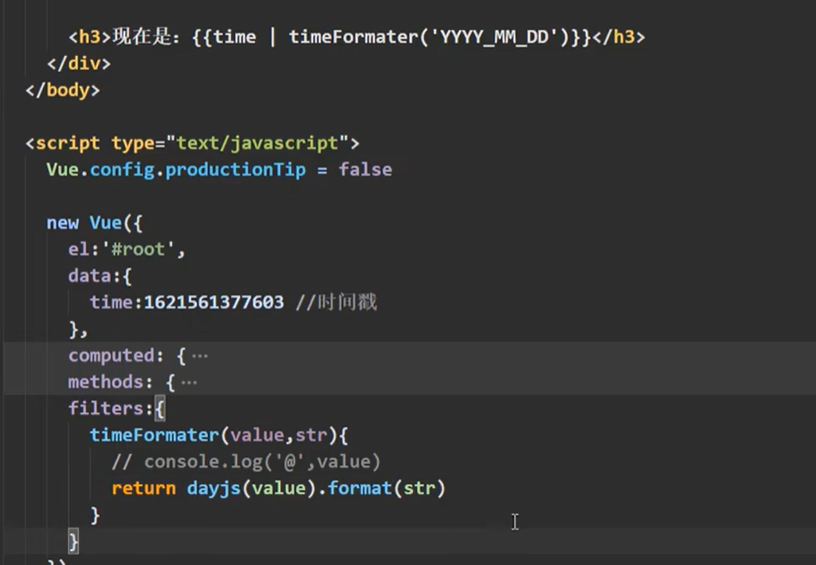 <h3>现在是：{{time | timeFormater('YYYY_MM_DD')}}</h3>
</div>
</body>
<script type="text/javascript">
Vue.config.productionTip = false
new Vue({
el:'#root',
data:{
time:1621561377603 //时间戳
},
computed: { ···
methods: { ···
filters:{
timeFormater(value,str){
// console.log('@',value)
return dayjs(value).format(str)
}
}
})